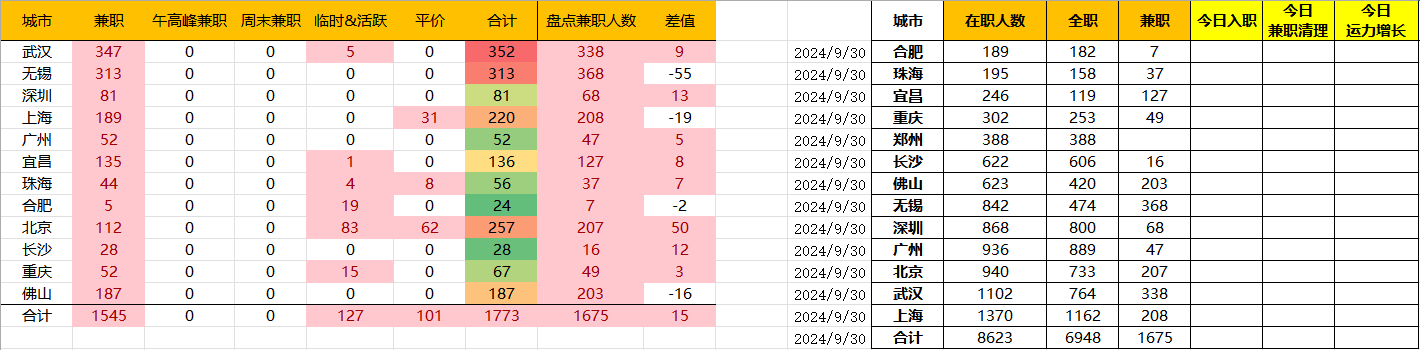 城市 兼职 午高峰兼职 周末兼职 临时&活跃 平价 合计 盘点兼职人数 差值 城市 在职人数 全职 兼职 今日入职 今日兼职清理 今日运力增长
武汉 347 0 0 5 0 352 338 9 2024/9/30 合肥 189 182 7
无锡 313 0 0 0 0 313 368 -55 2024/9/30 珠海 195 158 37
深圳 81 0 0 0 0 81 68 13 2024/9/30 宜昌 246 119 127
上海 189 0 0 0 31 220 208 -19 2024/9/30 重庆 302 253 49
广州 52 0 0 0 0 52 47 5 2024/9/30 郑州 388 388
宜昌 135 0 0 1 0 136 127 8 2024/9/30 长沙 622 606 16
珠海 44 0 0 4 8 56 37 7 2024/9/30 佛山 623 420 203
合肥 5 0 0 19 0 24 7 -2 2024/9/30 无锡 842 474 368
北京 112 0 0 83 62 257 207 50 2024/9/30 深圳 868 800 68
长沙 28 0 0 0 0 28 16 12 2024/9/30 广州 936 889 47
重庆 52 0 0 15 0 67 49 3 2024/9/30 北京 940 733 207
佛山 187 0 0 0 0 187 203 -16 2024/9/30 武汉 1102 764 338
合计 1545 0 0 127 101 1773 1675 15 2024/9/30 上海 1370 1162 208
2024/9/30 合计 8623 6948 1675